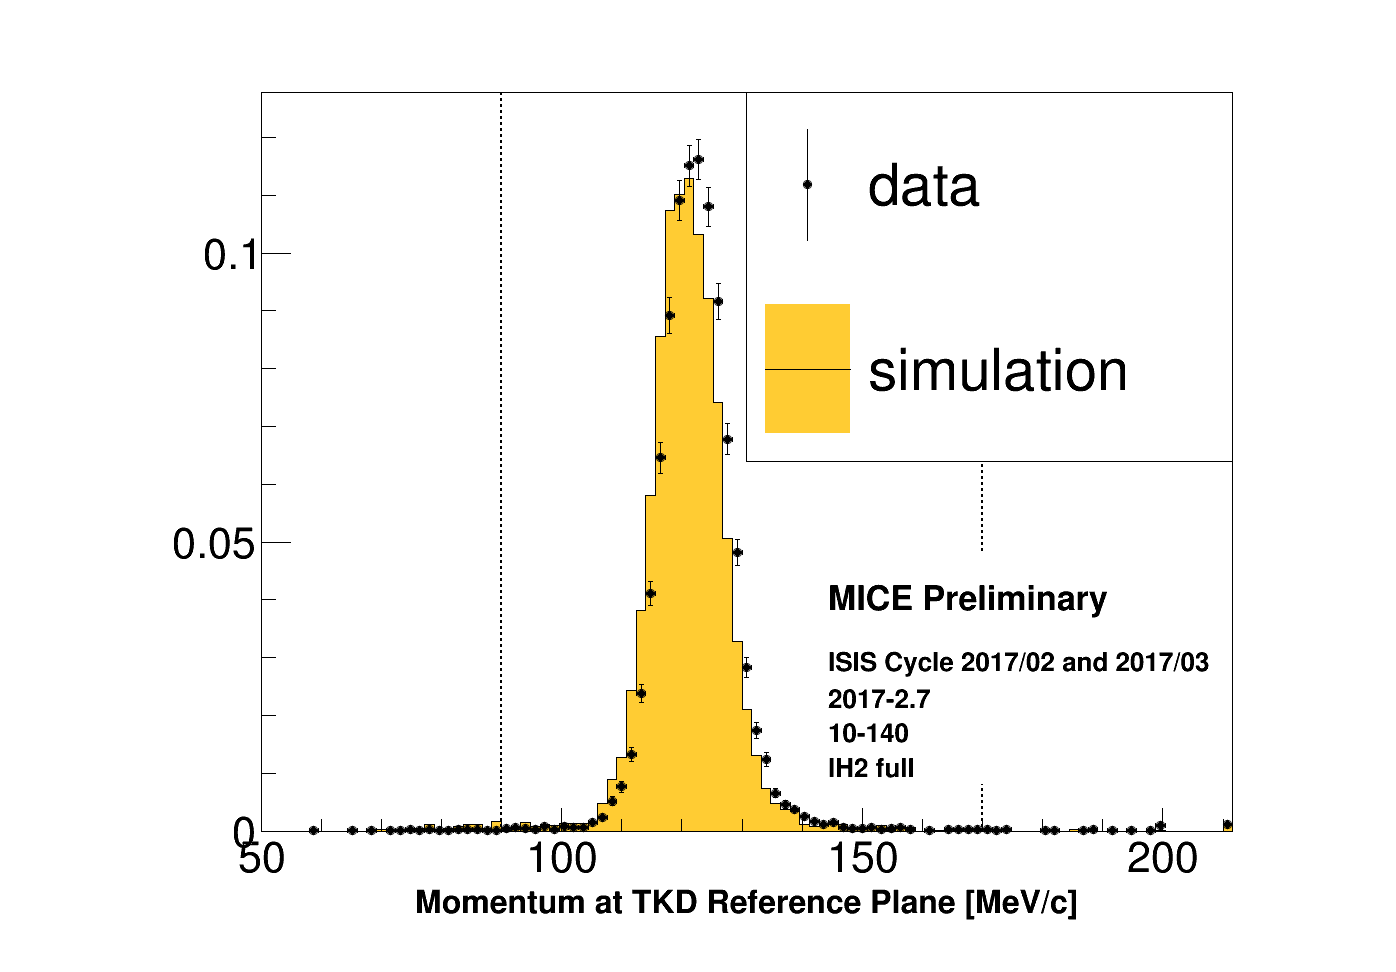 data
simulation
0.1
0.05
0
MICE Preliminary
ISIS Cycle 2017/02 and 2017/03
2017-2.7
10-140
lH2 full
50 100 150 200
Momentum at TKD Reference Plane [MeV/c]